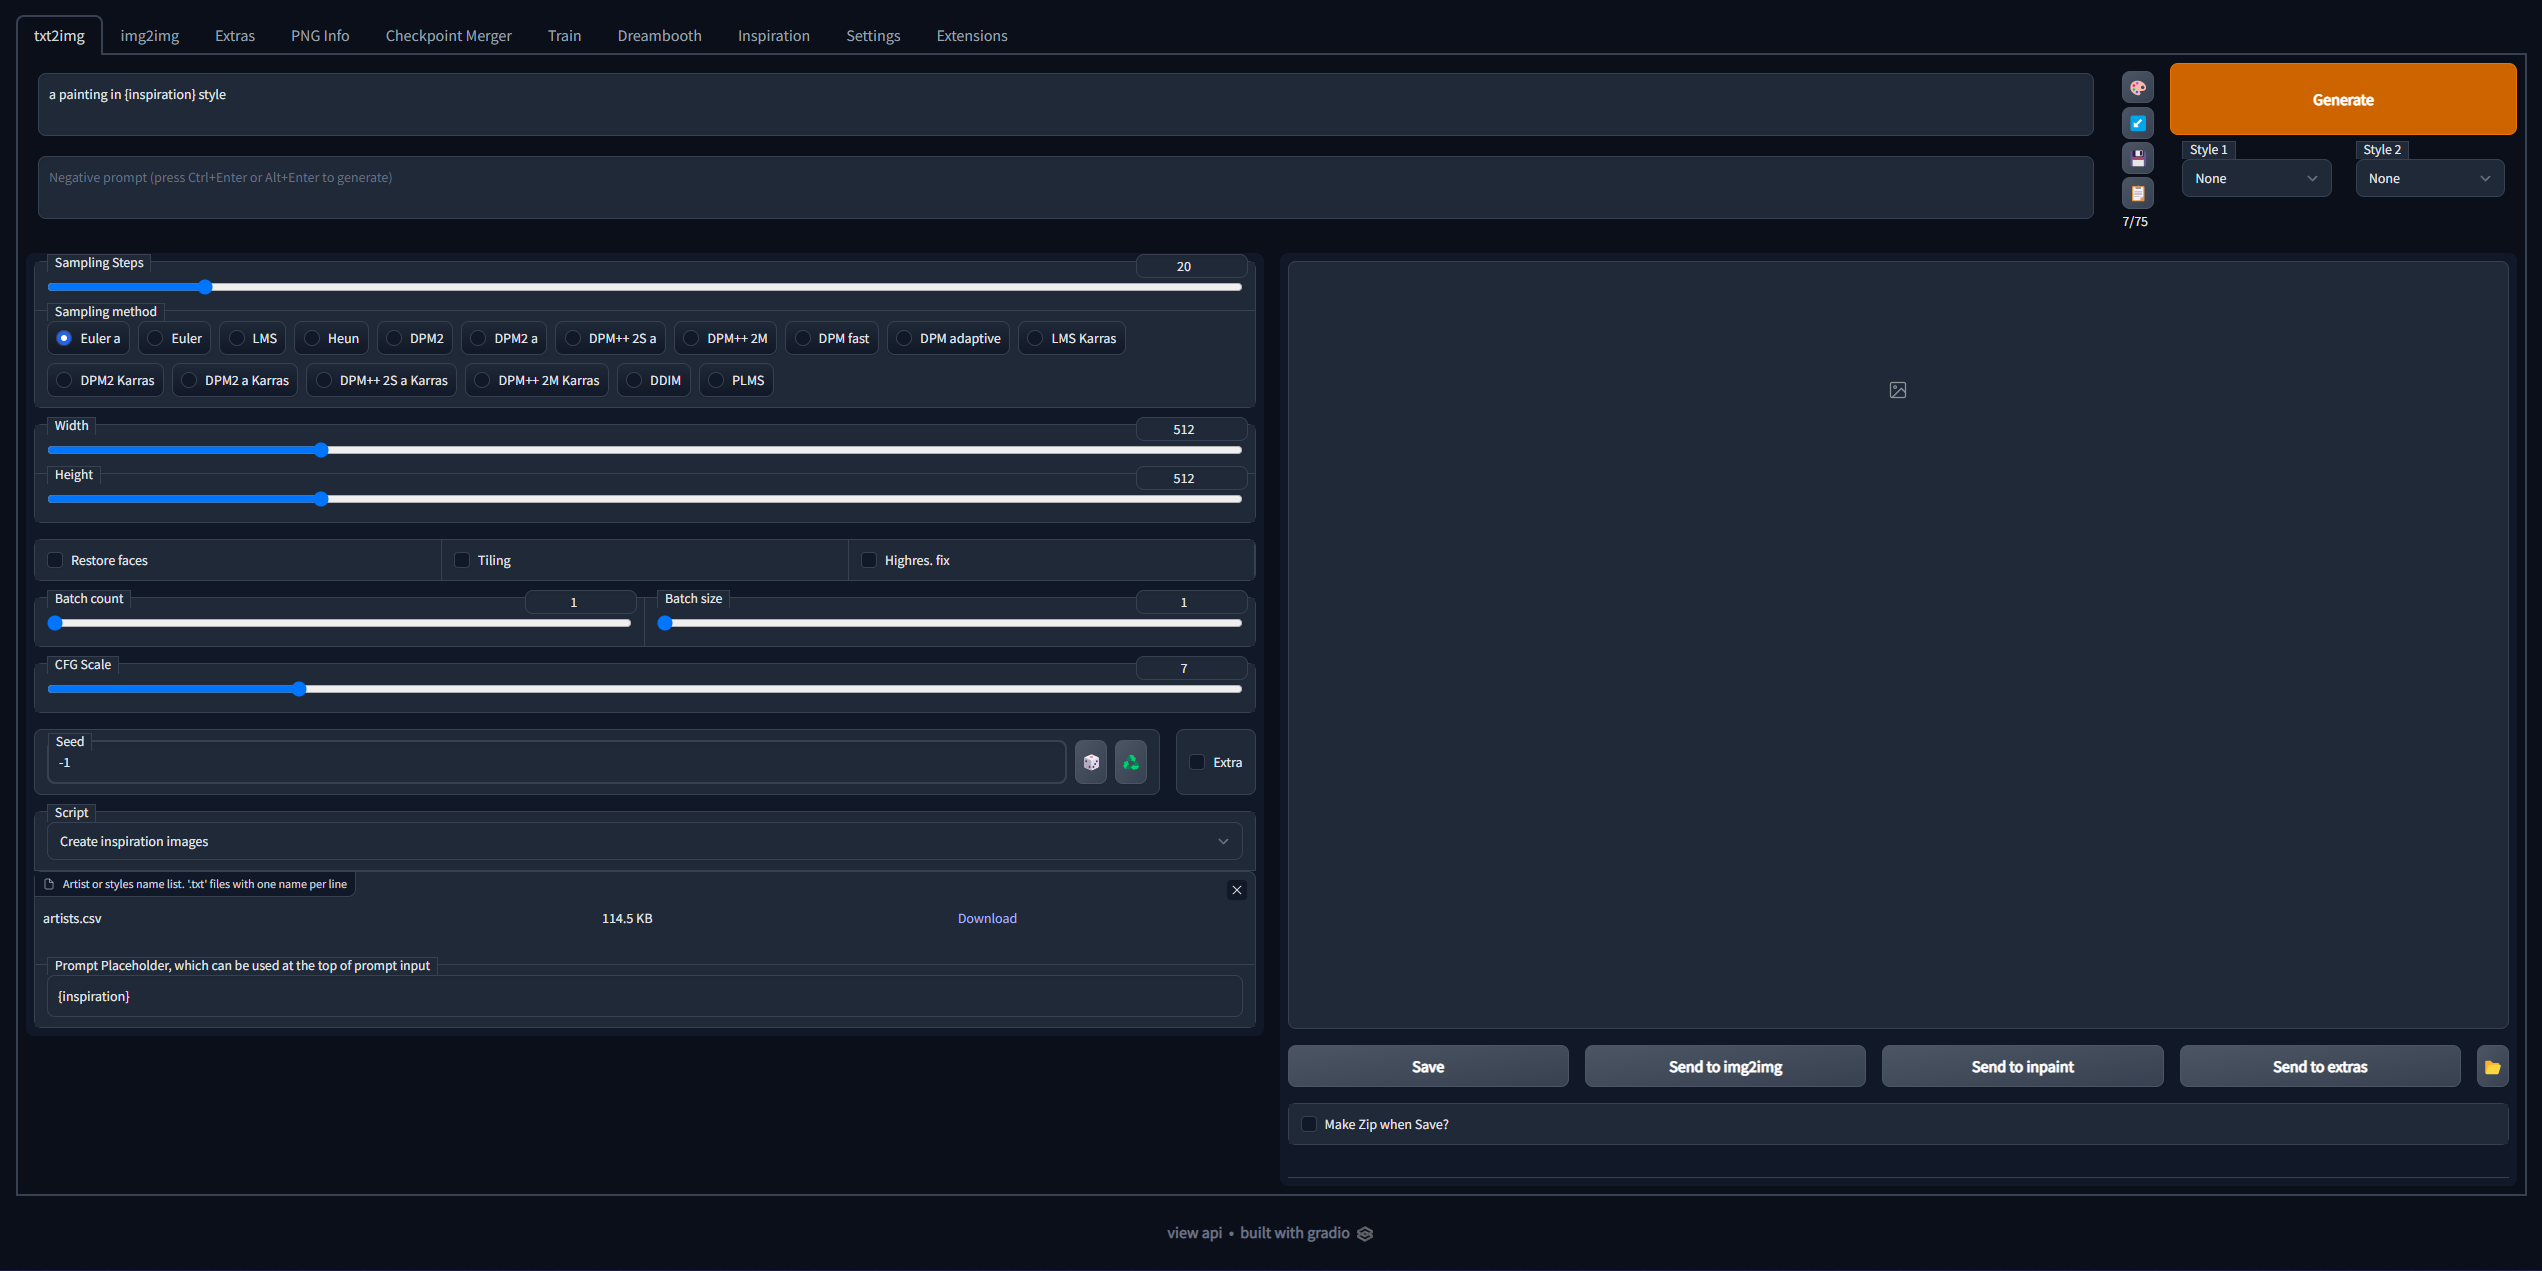 txt2img img2img Extras PNG Info Checkpoint Merger Train Dreambooth Inspiration Settings Extensions
a painting in {inspiration} style
Negative prompt (press Ctrl+Enter or Alt+Enter to generate)
7/75
Generate
Style 1 Style 2
None None
Sampling Steps 20
Sampling method
Euler a Euler LMS Heun DPM2 DPM2 a DPM++ 2S a DPM++ 2M DPM fast DPM adaptive LMS Karras
DPM2 Karras DPM2 a Karras DPM++ 2S a Karras DPM++ 2M Karras DDIM PLMS
Width 512
Height 512
Restore faces Tiling Highres. fix
Batch count 1 Batch size 1
CFG Scale 7
Seed
-1
Extra
Script
Create inspiration images
Artist or styles name list. '.txt' files with one name per line
artists.csv 114.5 KB Download
Prompt Placeholder, which can be used at the top of prompt input
{inspiration}
Save Send to img2img Send to inpaint Send to extras
Make Zip when Save?
view api • built with gradio